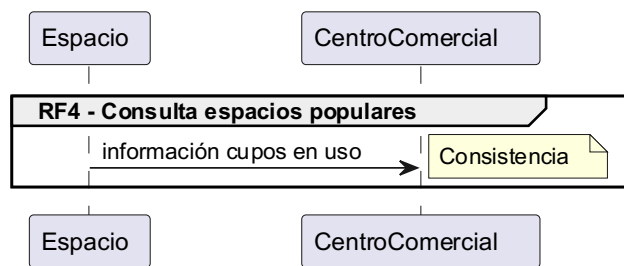 Espacio
CentroComercial
RF4 - Consulta espacios populares
información cupos en uso
Consistencia
Espacio
CentroComercial